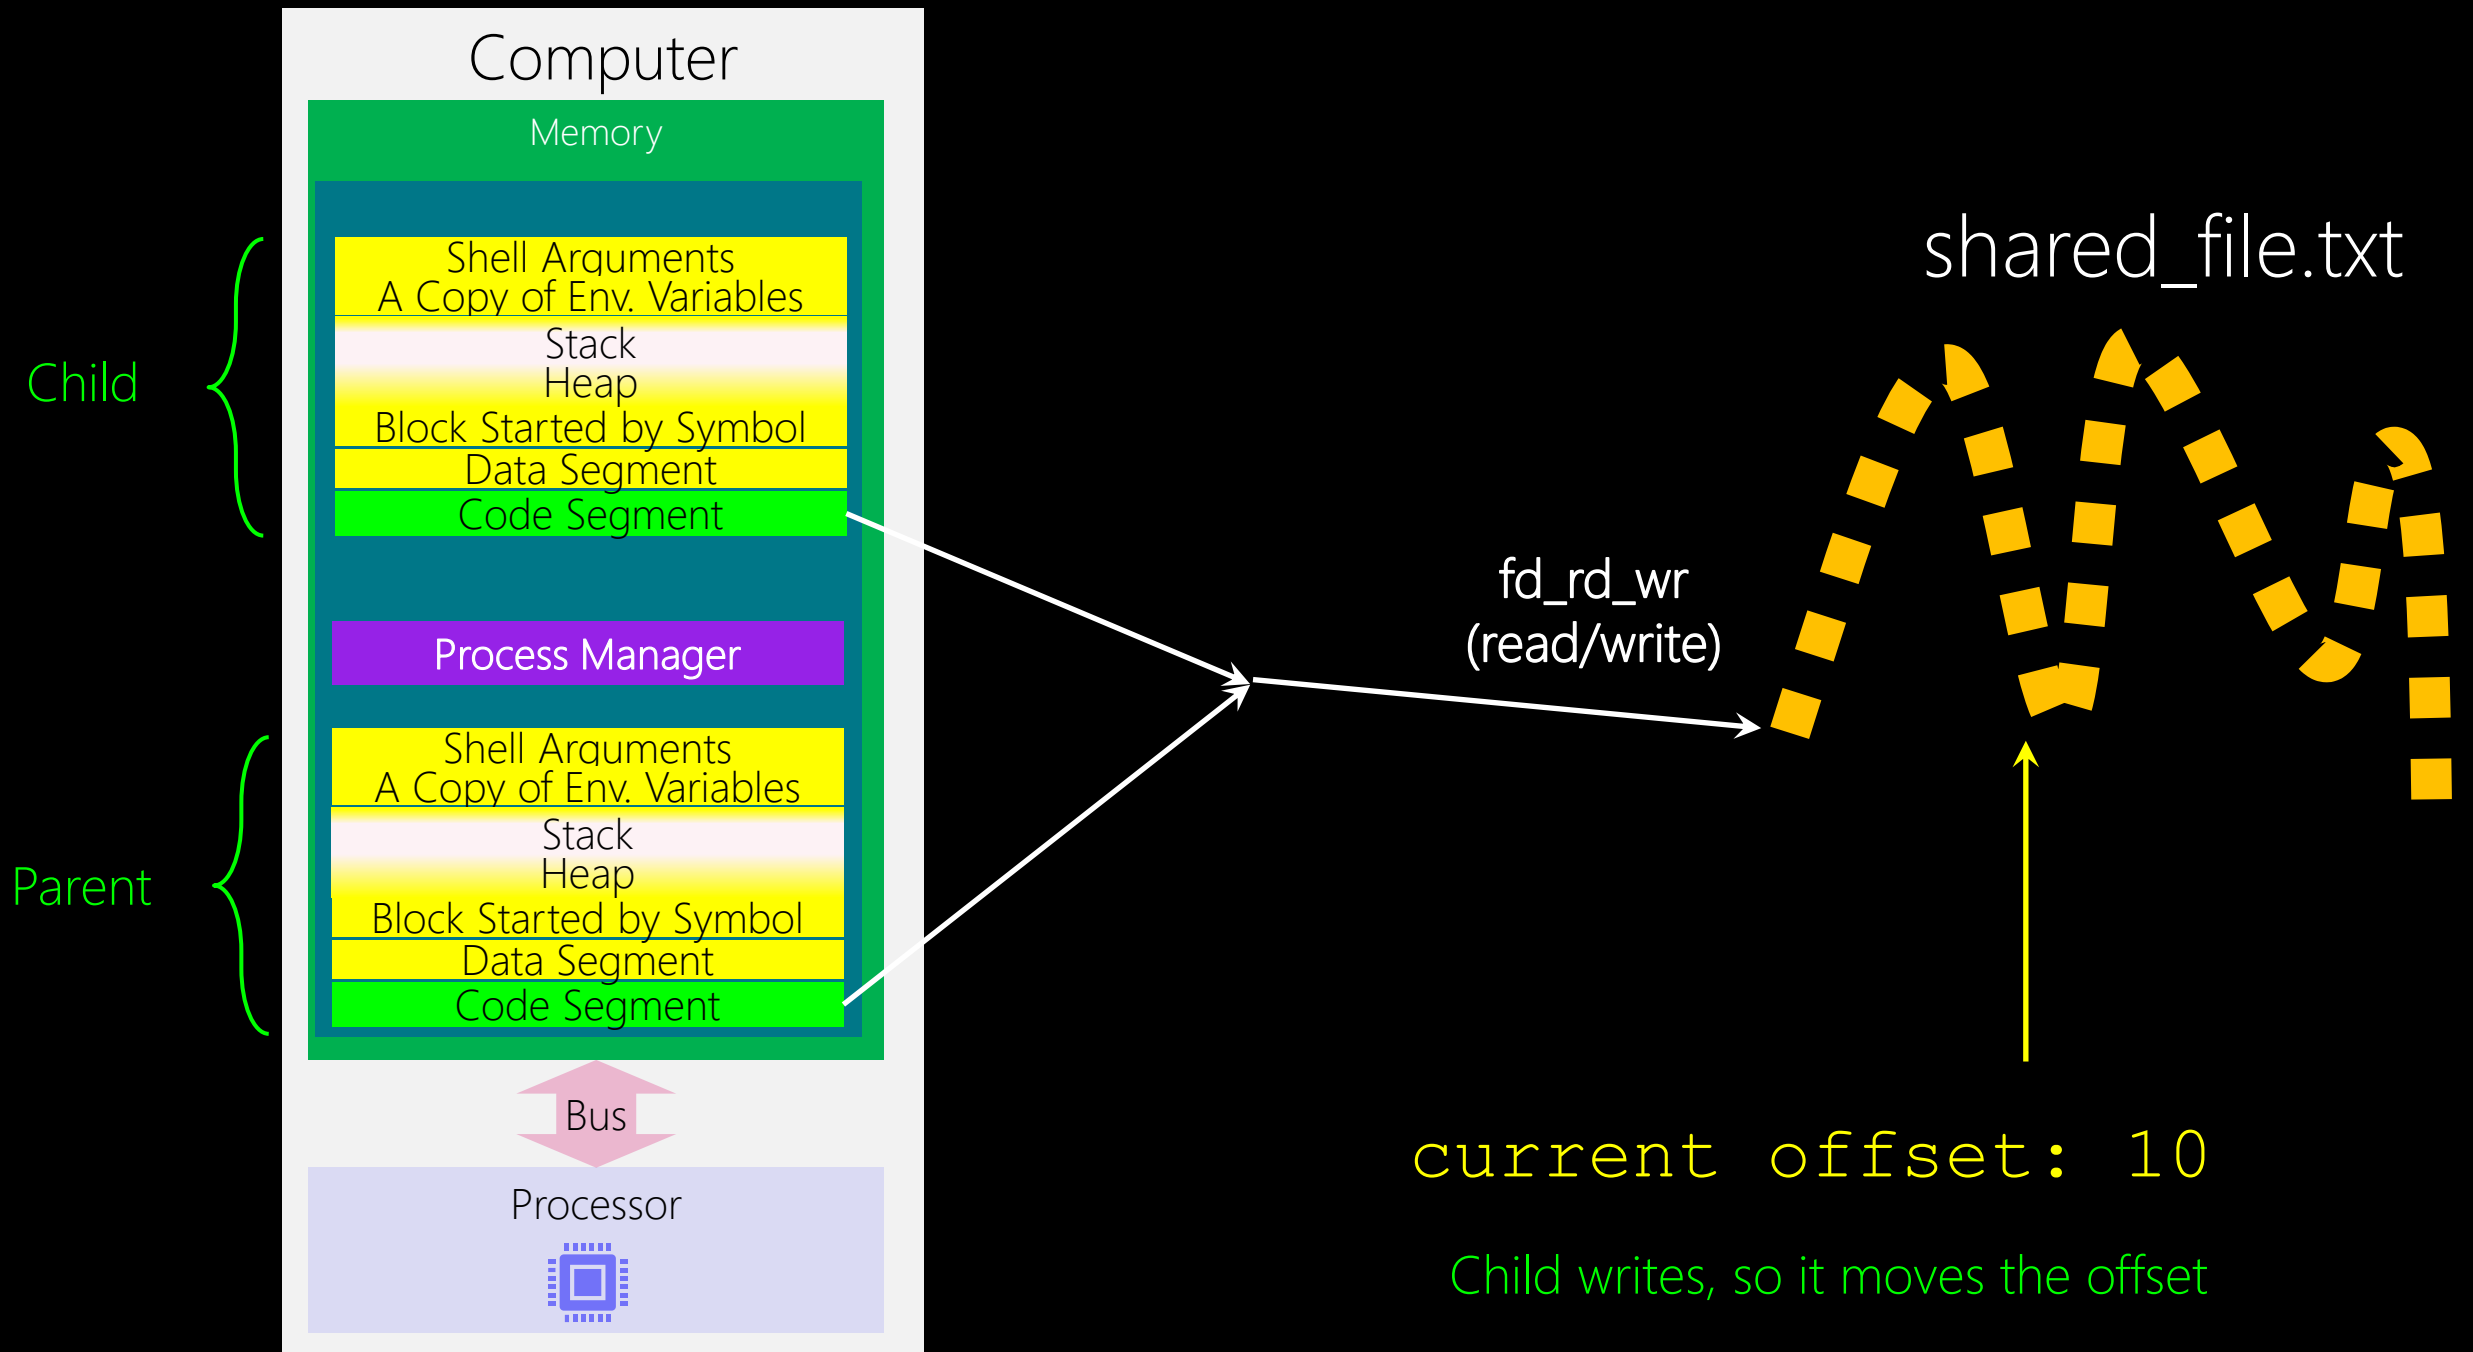 Computer
Memory
Child
Shell Arguments
A Copy of Env. Variables
Stack
Heap
Block Started by Symbol
Data Segment
Code Segment
Process Manager
Parent
Shell Arguments
A Copy of Env. Variables
Stack
Heap
Block Started by Symbol
Data Segment
Code Segment
Bus
Processor
shared_file.txt
fd_rd_wr
(read/write)
current offset: 10
Child writes, so it moves the offset